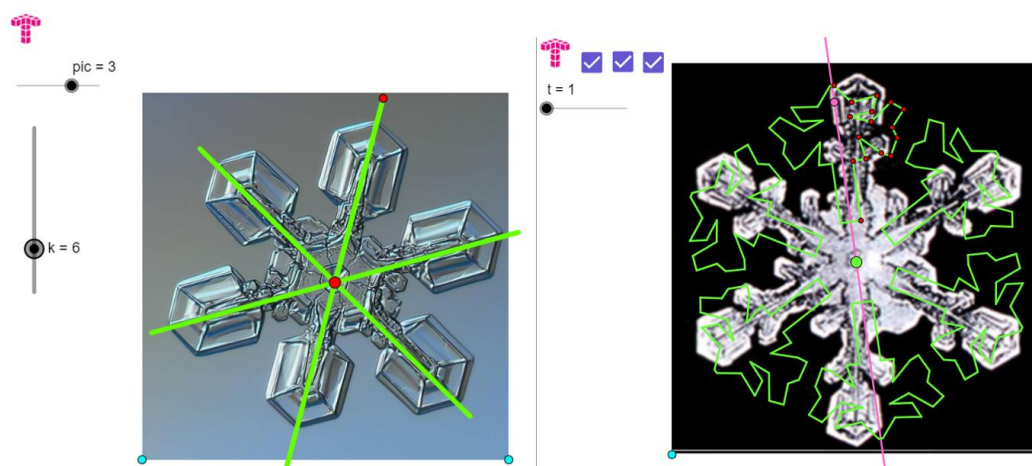 pic = 3
k = 6
t = 1